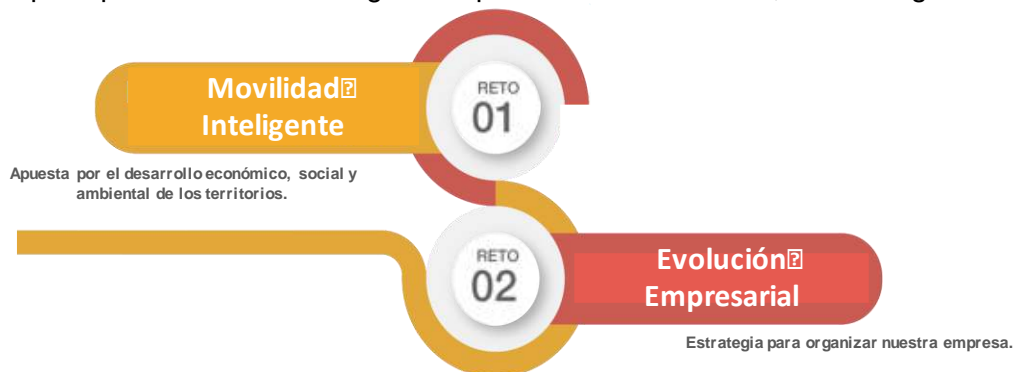 Movilidad
Inteligente
RETO
01
Apuesta por el desarrollo económico, social y
ambiental de los territorios.
RETO
02
Evolución
Empresarial
Estrategia para organizar nuestra empresa.